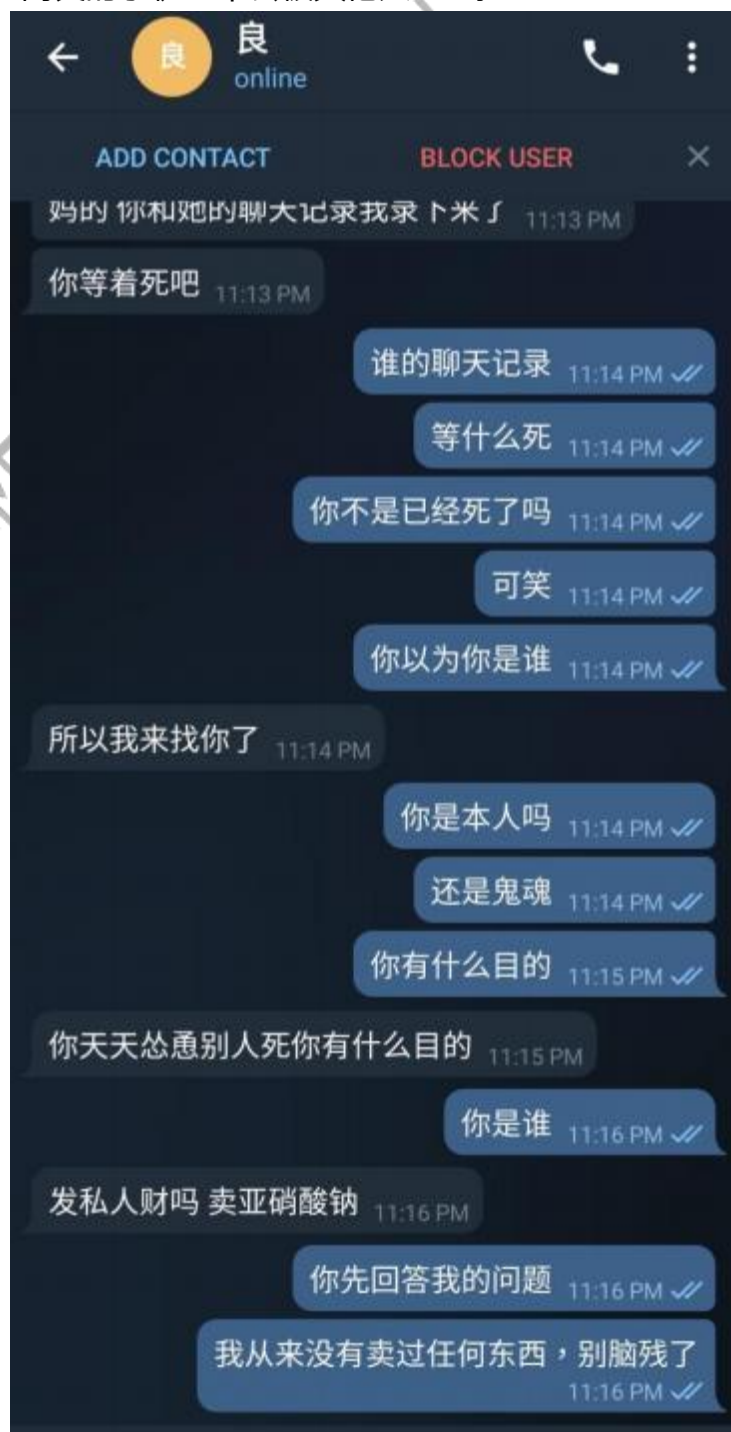 良
良
online
ADD CONTACT
BLOCK USER
妈的 你和她的聊天记录我录下来了 11:13 PM
你等着死吧 11:13 PM
谁的聊天记录 11:14 PM
等什么死 11:14 PM
你不是已经死了吗 11:14 PM
可笑 11:14 PM
你以为你是谁 11:14 PM
所以我来找你了 11:14 PM
你是本人吗 11:14 PM
还是鬼魂 11:14 PM
你有什么目的 11:15 PM
你天天怂恿别人死你有什么目的 11:15 PM
你是谁 11:16 PM
发私人财吗 卖亚硝酸钠 11:16 PM
你先回答我的问题 11:16 PM
我从来没有卖过任何东西，别脑残了
11:16 PM